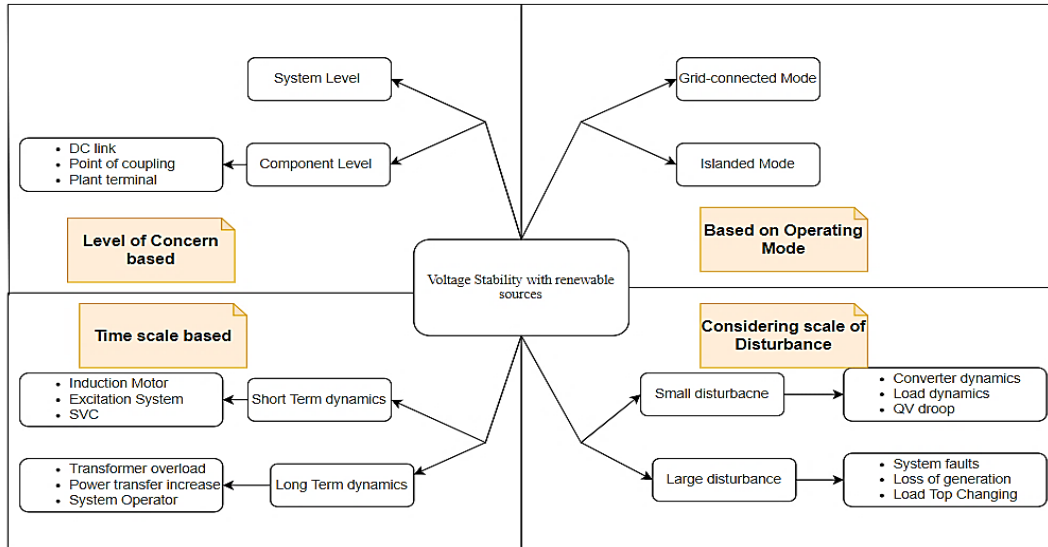 System Level
Component Level
• DC link
• Point of coupling
• Plant terminal
Level of Concern
based
Grid-connected Mode
Islanded Mode
Based on Operating
Mode
Voltage Stability with renewable
sources
Time scale based
Short Term dynamics
• Induction Motor
• Excitation System
• SVC
Long Term dynamics
• Transformer overload
• Power transfer increase
• System Operator
Considering scale of
Disturbance
Small disturbacne
• Converter dynamics
• Load dynamics
• QV droop
Large disturbance
• System faults
• Loss of generation
• Load Top Changing